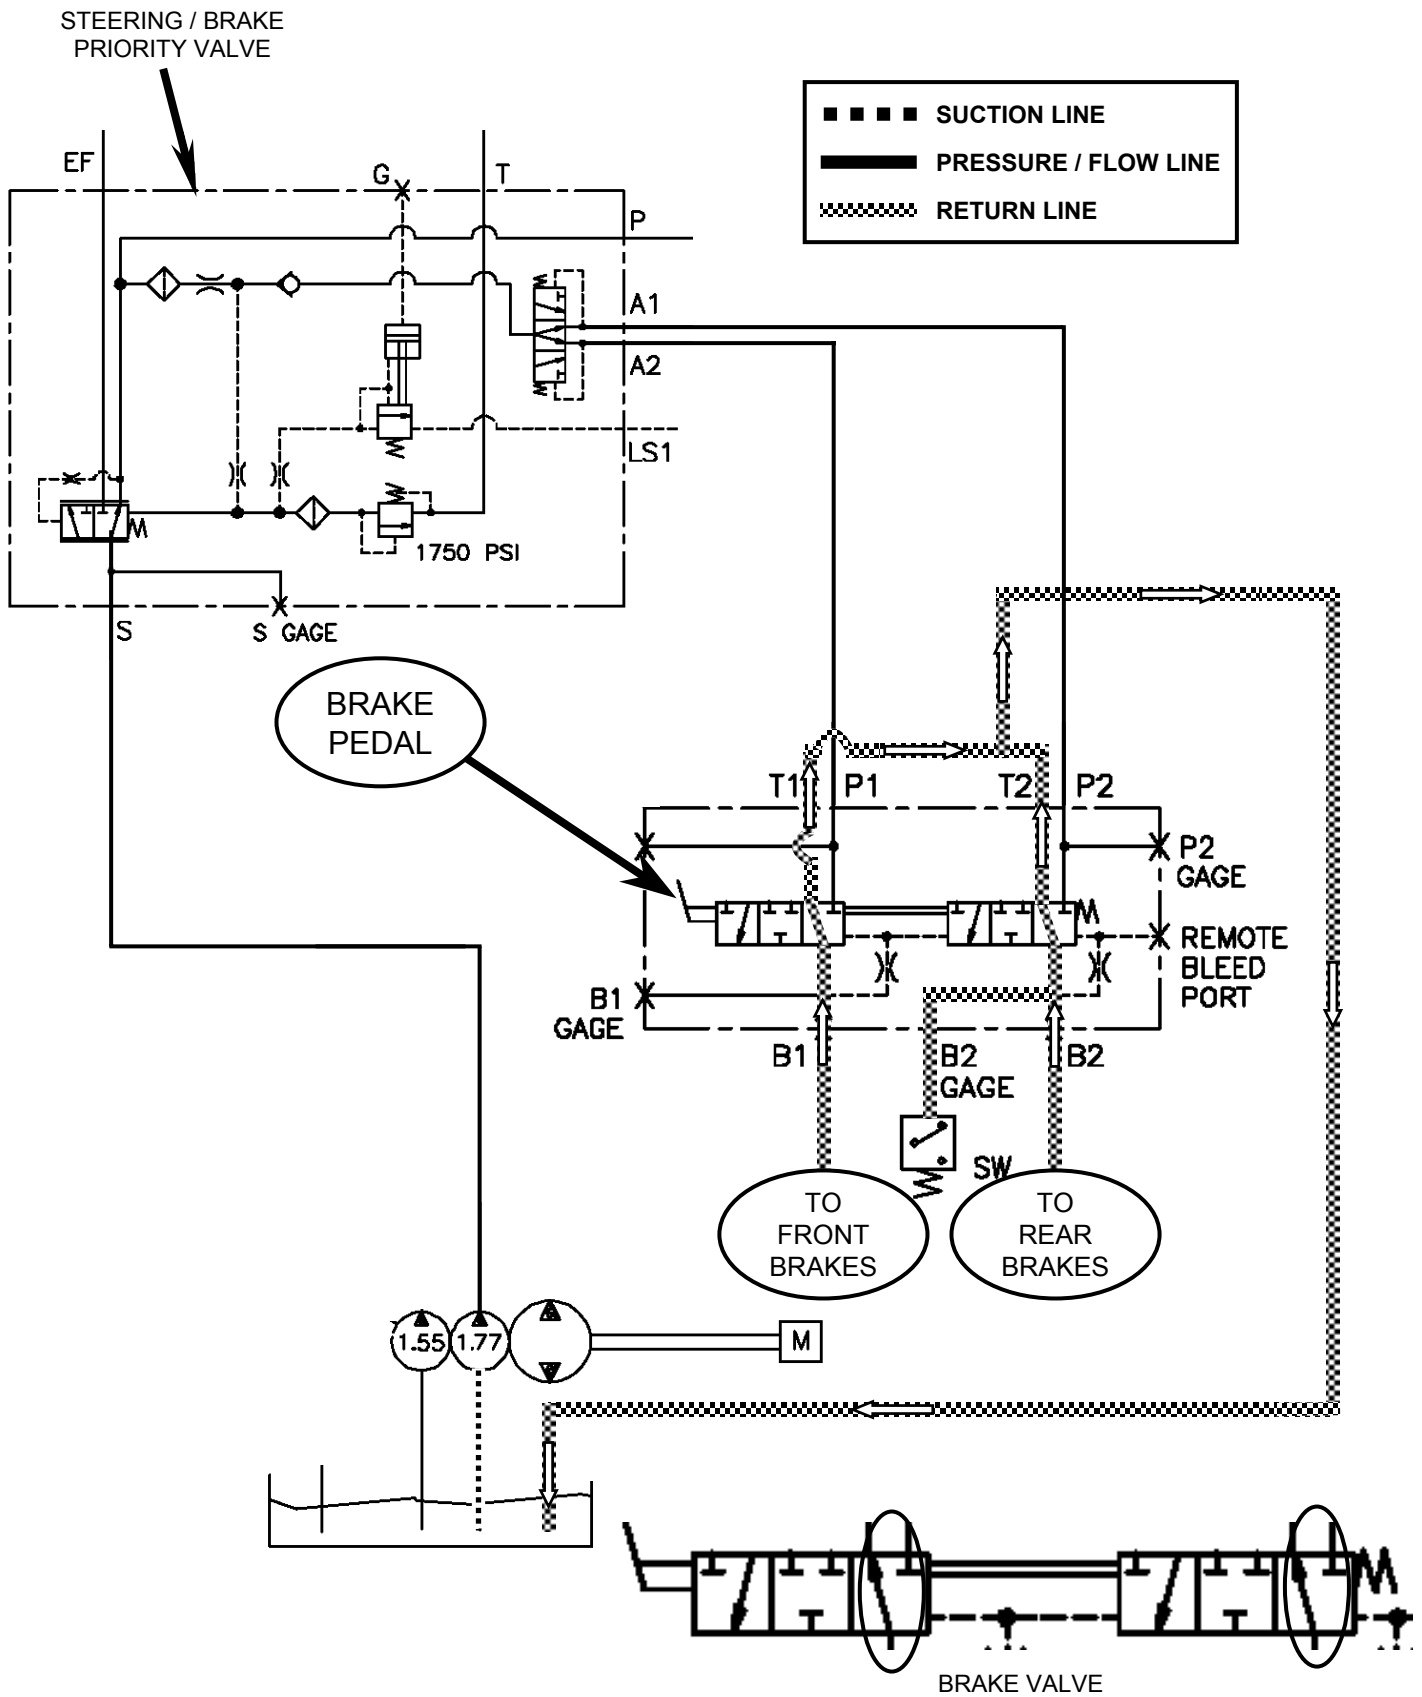 STEERING / BRAKE
PRIORITY VALVE
SUCTION LINE
PRESSURE / FLOW LINE
RETURN LINE
EF
G
T
P
A1
A2
LS1
1750 PSI
S
S GAGE
BRAKE
PEDAL
T1
P1
T2
P2
P2
GAGE
REMOTE
BLEED
PORT
B1
GAGE
B1
B2
GAGE
B2
SW
TO
FRONT
BRAKES
TO
REAR
BRAKES
1.55
1.77
M
BRAKE VALVE